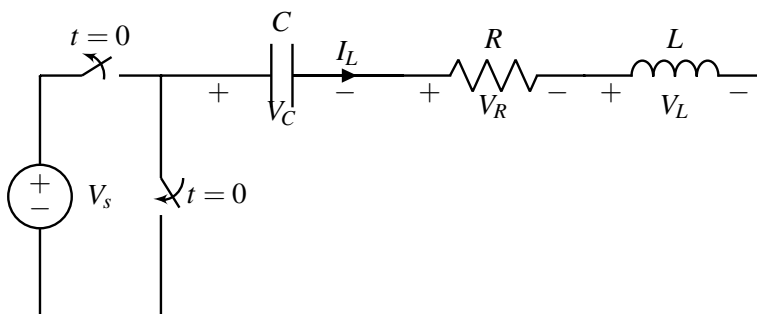 t = 0
C
I_L
R
L
+ − + − + −
V_C
V_R
V_L
+
−
V_s
t = 0